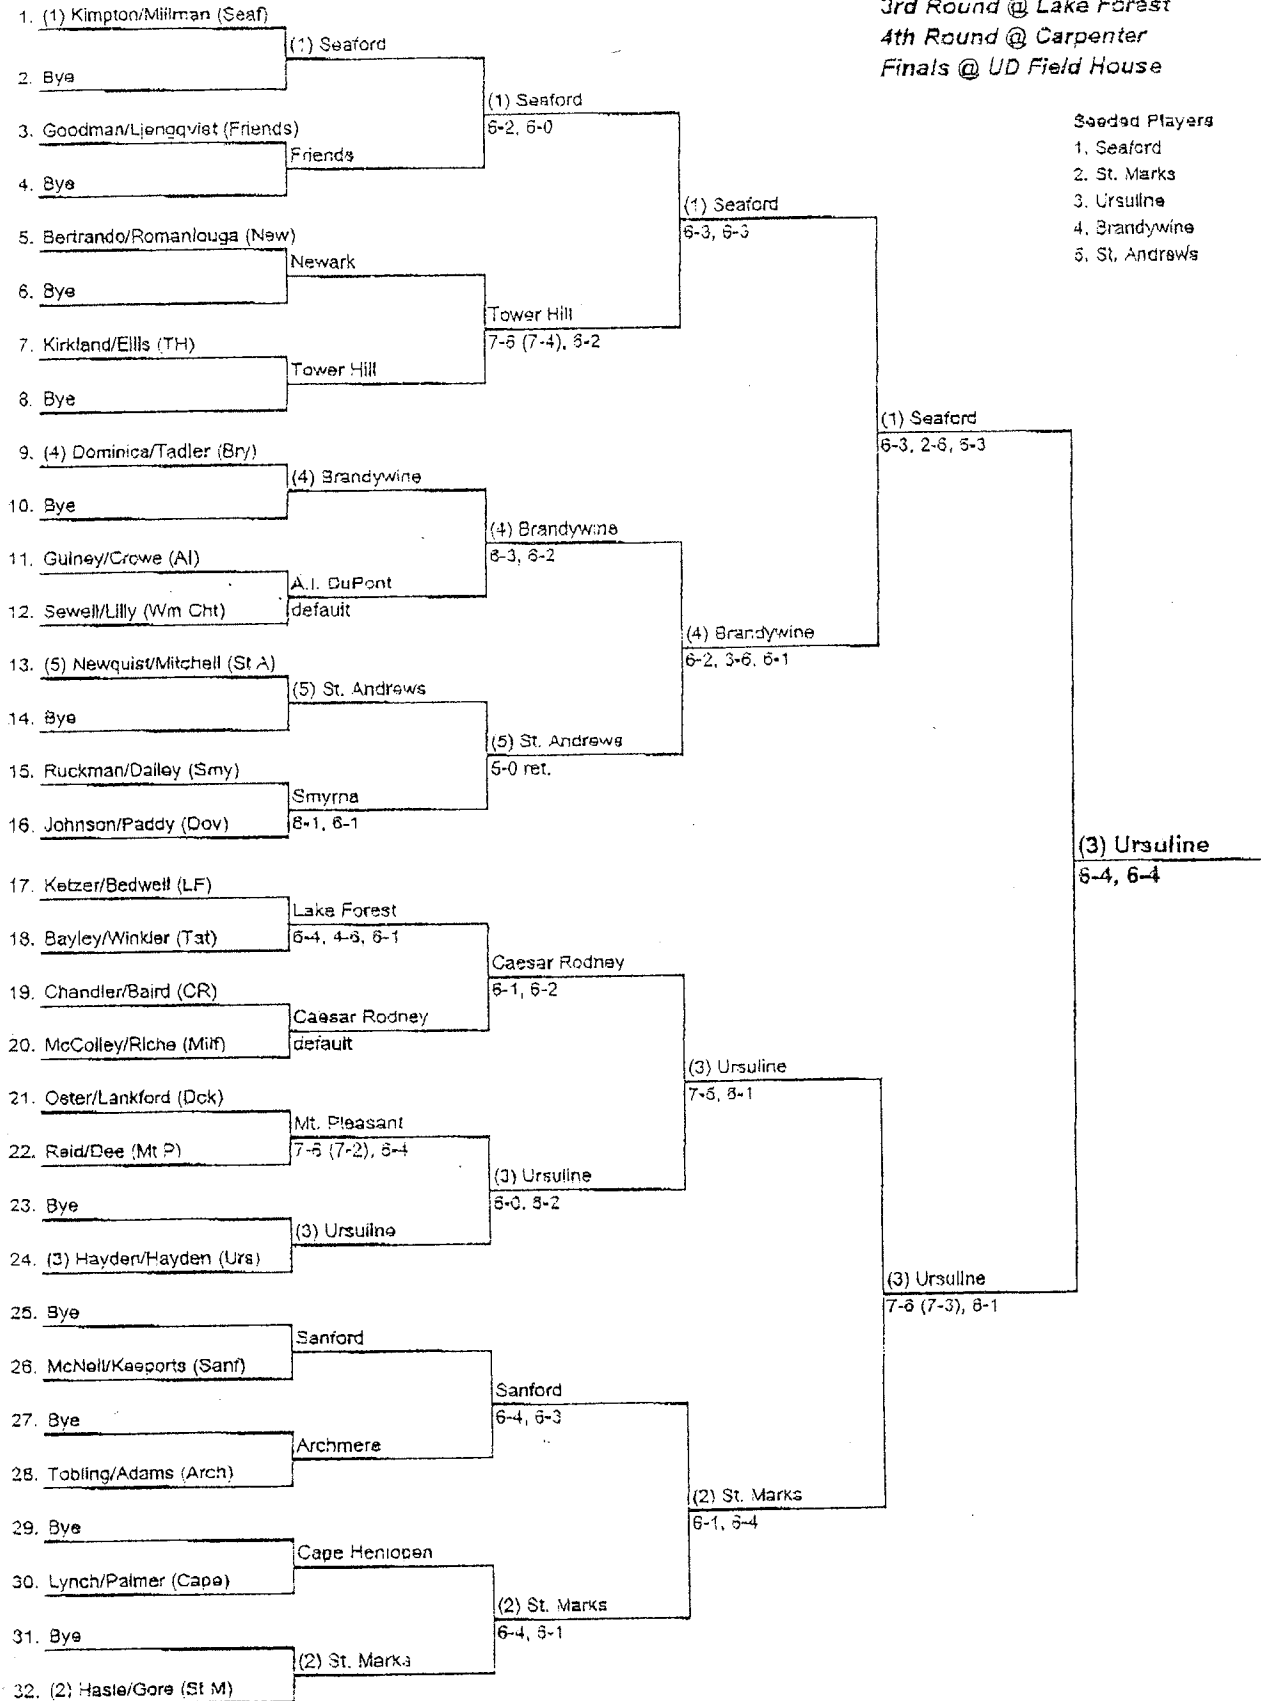 3rd Round @ Lake Forest
4th Round @ Carpenter
Finals @ UD Field House
Seeded Players
1. Seaford
2. St. Marks
3. Ursuline
4. Brandywine
5. St. Andrews
1. (1) Kimpton/Millman (Seaf)
(1) Seaford
2. Bye
(1) Seaford
6-2, 6-0
3. Goodman/Ljengqvist (Friends)
Friends
4. Bye
(1) Seaford
6-3, 6-3
5. Bertrando/Romanlouga (New)
Newark
6. Bye
Tower Hill
7-6 (7-4), 6-2
7. Kirkland/Ellis (TH)
Tower Hill
8. Bye
(1) Seaford
6-3, 2-6, 6-3
9. (4) Dominica/Tadler (Bry)
(4) Brandywine
10. Bye
(4) Brandywine
6-3, 6-2
11. Guiney/Crowe (AI)
A.I. DuPont
default
12. Sewell/Lilly (Wm Cht)
(4) Brandywine
6-2, 3-6, 6-1
13. (5) Newquist/Mitchell (St A)
(5) St. Andrews
14. Bye
(5) St. Andrews
5-0 ret.
15. Ruckman/Dailey (Smy)
Smyrna
6-1, 6-1
16. Johnson/Paddy (Dov)
(3) Ursuline
6-4, 6-4
17. Ketzer/Bedwell (LF)
Lake Forest
6-4, 4-6, 6-1
18. Bayley/Winkler (Tat)
Caesar Rodney
6-1, 6-2
19. Chandler/Baird (CR)
Caesar Rodney
default
20. McColley/Riche (Milf)
(3) Ursuline
7-5, 6-1
21. Oster/Lankford (Dck)
Mt. Pleasant
7-6 (7-2), 6-4
22. Reid/Dee (Mt P)
(3) Ursuline
6-0, 6-2
23. Bye
(3) Ursuline
24. (3) Hayden/Hayden (Urs)
(3) Ursuline
7-6 (7-3), 6-1
25. Bye
Sanford
26. McNeil/Keeports (Sanf)
Sanford
6-4, 6-3
27. Bye
Archmere
28. Tobling/Adams (Arch)
(2) St. Marks
6-1, 6-4
29. Bye
Cape Henlopen
30. Lynch/Palmer (Cape)
(2) St. Marks
6-4, 6-1
31. Bye
(2) St. Marks
32. (2) Hasle/Gore (St M)